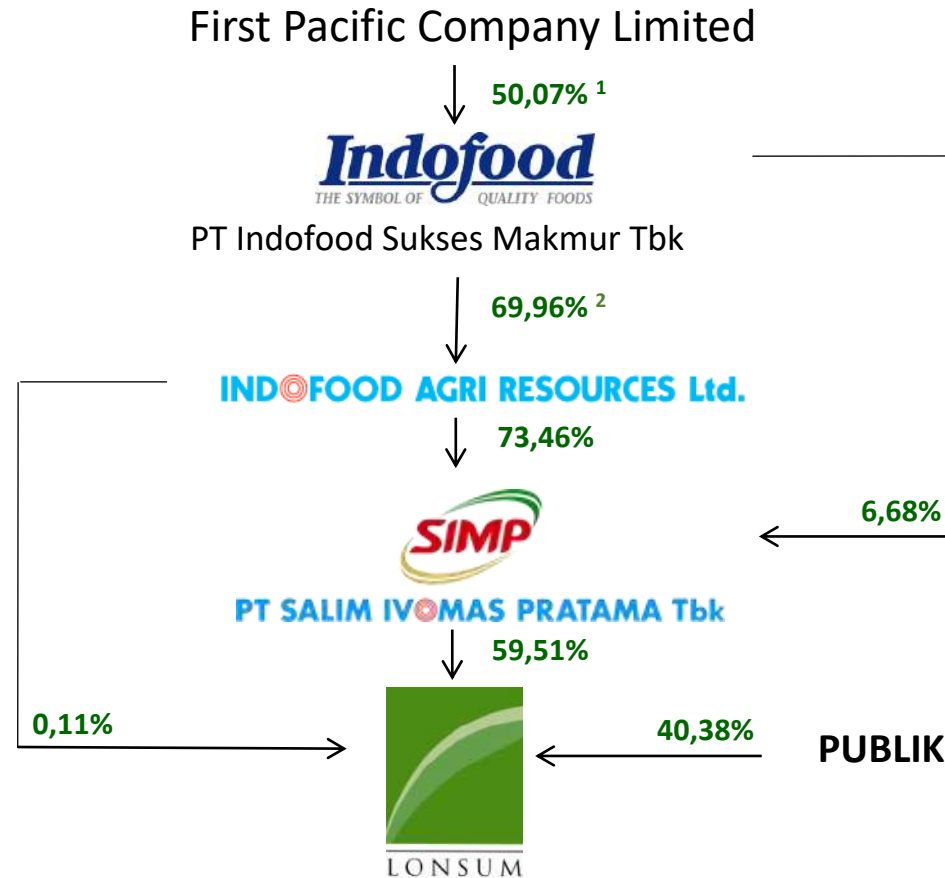 First Pacific Company Limited
50,07% ¹
Indofood
THE SYMBOL OF QUALITY FOODS
PT Indofood Sukses Makmur Tbk
69,96% ²
INDOFOOD AGRI RESOURCES Ltd.
73,46%
SIMP
6,68%
PT SALIM IVOMAS PRATAMA Tbk
59,51%
0,11%
40,38%
PUBLIK
LONSUM